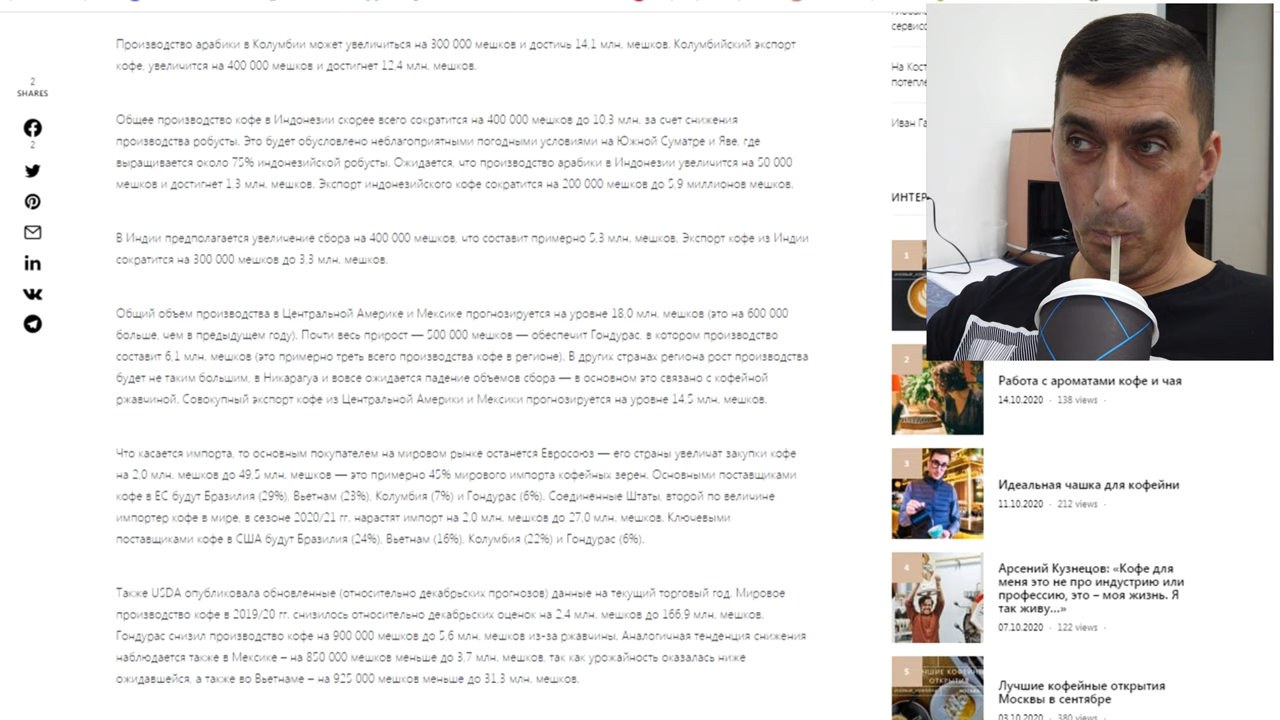 2
SHARES
2
Производство арабики в Колумбии может увеличиться на 300 000 мешков и достичь 14,1 млн. мешков. Колумбийский экспорт
кофе, увеличится на 400 000 мешков и достигнет 12,4 млн. мешков.
Общее производство кофе в Индонезии скорее всего сократится на 400 000 мешков до 10,3 млн. за счет снижения
производства робусты. Это будет обусловлено неблагоприятными погодными условиями на Южной Суматре и Яве, где
выращивается около 75% индонезийской робусты. Ожидается, что производство арабики в Индонезии увеличится на 50 000
мешков и достигнет 1,3 млн. мешков. Экспорт индонезийского кофе сократится на 200 000 мешков до 5,9 миллионов мешков.
В Индии предполагается увеличение сбора на 400 000 мешков, что составит примерно 5,3 млн. мешков. Экспорт кофе из Индии
сократится на 300 000 мешков до 3,3 млн. мешков.
Общий объем производства в Центральной Америке и Мексике прогнозируется на уровне 18,0 млн. мешков (это на 600 000
больше, чем в предыдущем году). Почти весь прирост — 500 000 мешков — обеспечит Гондурас, в котором производство
составит 6,1 млн. мешков (это примерно треть всего производства кофе в регионе). В других странах региона рост производства
будет не таким большим, в Никарагуа и вовсе ожидается падение объемов сбора — в основном это связано с кофейной
ржавчиной. Совокупный экспорт кофе из Центральной Америки и Мексики прогнозируется на уровне 14,5 млн. мешков.
Что касается импорта, то основным покупателем на мировом рынке останется Евросоюз — его страны увеличат закупки кофе
на 2,0 млн. мешков до 49,5 млн. мешков — это примерно 45% мирового импорта кофейных зерен. Основными поставщиками
кофе в ЕС будут Бразилия (29%), Вьетнам (23%), Колумбия (7%) и Гондурас (6%). Соединенные Штаты, второй по величине
импортер кофе в мире, в сезоне 2020/21 гг. нарастят импорт на 2,0 млн. мешков до 27,0 млн. мешков. Ключевыми
поставщиками кофе в США будут Бразилия (24%), Вьетнам (16%), Колумбия (22%) и Гондурас (6%).
Также USDA опубликовала обновленные (относительно декабрьских прогнозов) данные на текущий торговый год. Мировое
производство кофе в 2019/20 гг. снизилось относительно декабрьских оценок на 2,4 млн. мешков до 166,9 млн. мешков.
Гондурас снизил производство кофе на 900 000 мешков до 5,6 млн. мешков из-за ржавчины. Аналогичная тенденция снижения
наблюдается также в Мексике – на 850 000 мешков меньше до 3,7 млн. мешков, так как урожайность оказалась ниже
ожидавшейся, а также во Вьетнаме – на 925 000 мешков меньше до 31,3 млн. мешков.
сервисо
На Кост
потепле
Иван Га
ИНТЕР
1
2
Работа с ароматами кофе и чая
14.10.2020 · 138 views ·
3
Идеальная чашка для кофейни
11.10.2020 · 212 views ·
4
Арсений Кузнецов: «Кофе для
меня это не про индустрию или
профессию, это – моя жизнь. Я
так живу…»
07.10.2020 · 122 views ·
5
Лучшие кофейные открытия
Москвы в сентябре
03.10.2020 · 380 views ·